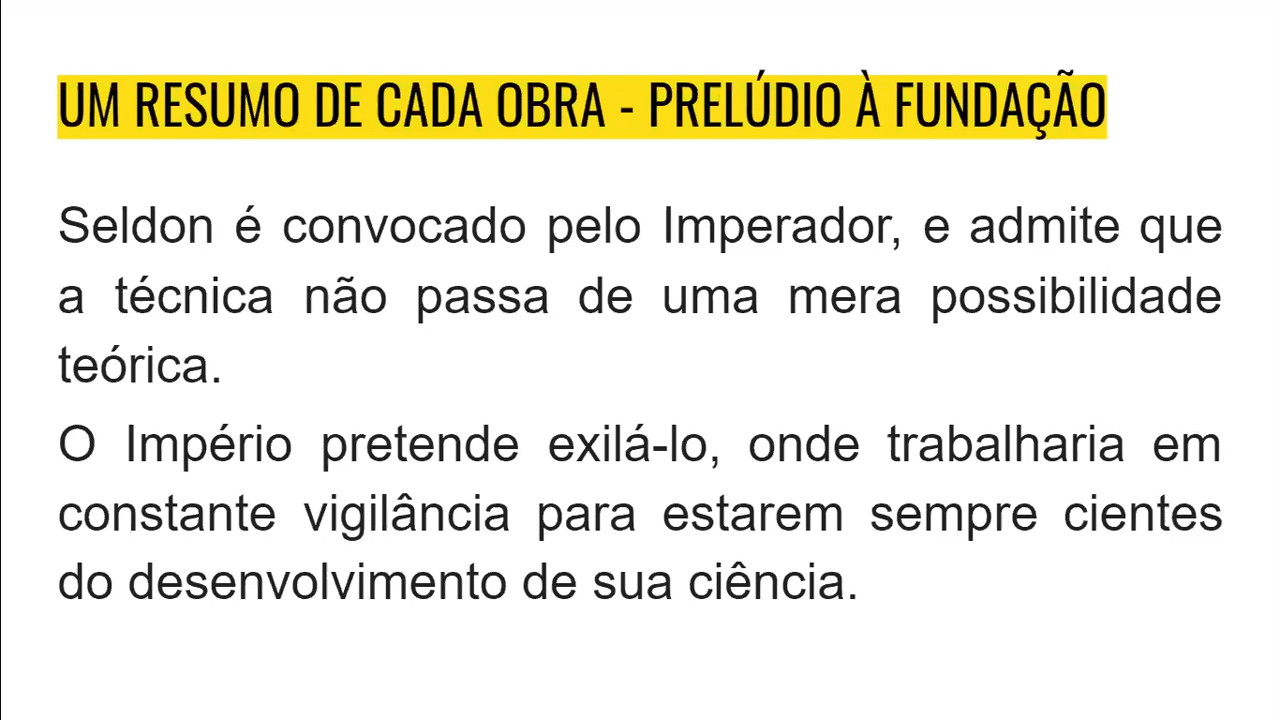 UM RESUMO DE CADA OBRA - PRELÚDIO À FUNDAÇÃO
Seldon é convocado pelo Imperador, e admite que
a técnica não passa de uma mera possibilidade
teórica.
O Império pretende exilá-lo, onde trabalharia em
constante vigilância para estarem sempre cientes
do desenvolvimento de sua ciência.